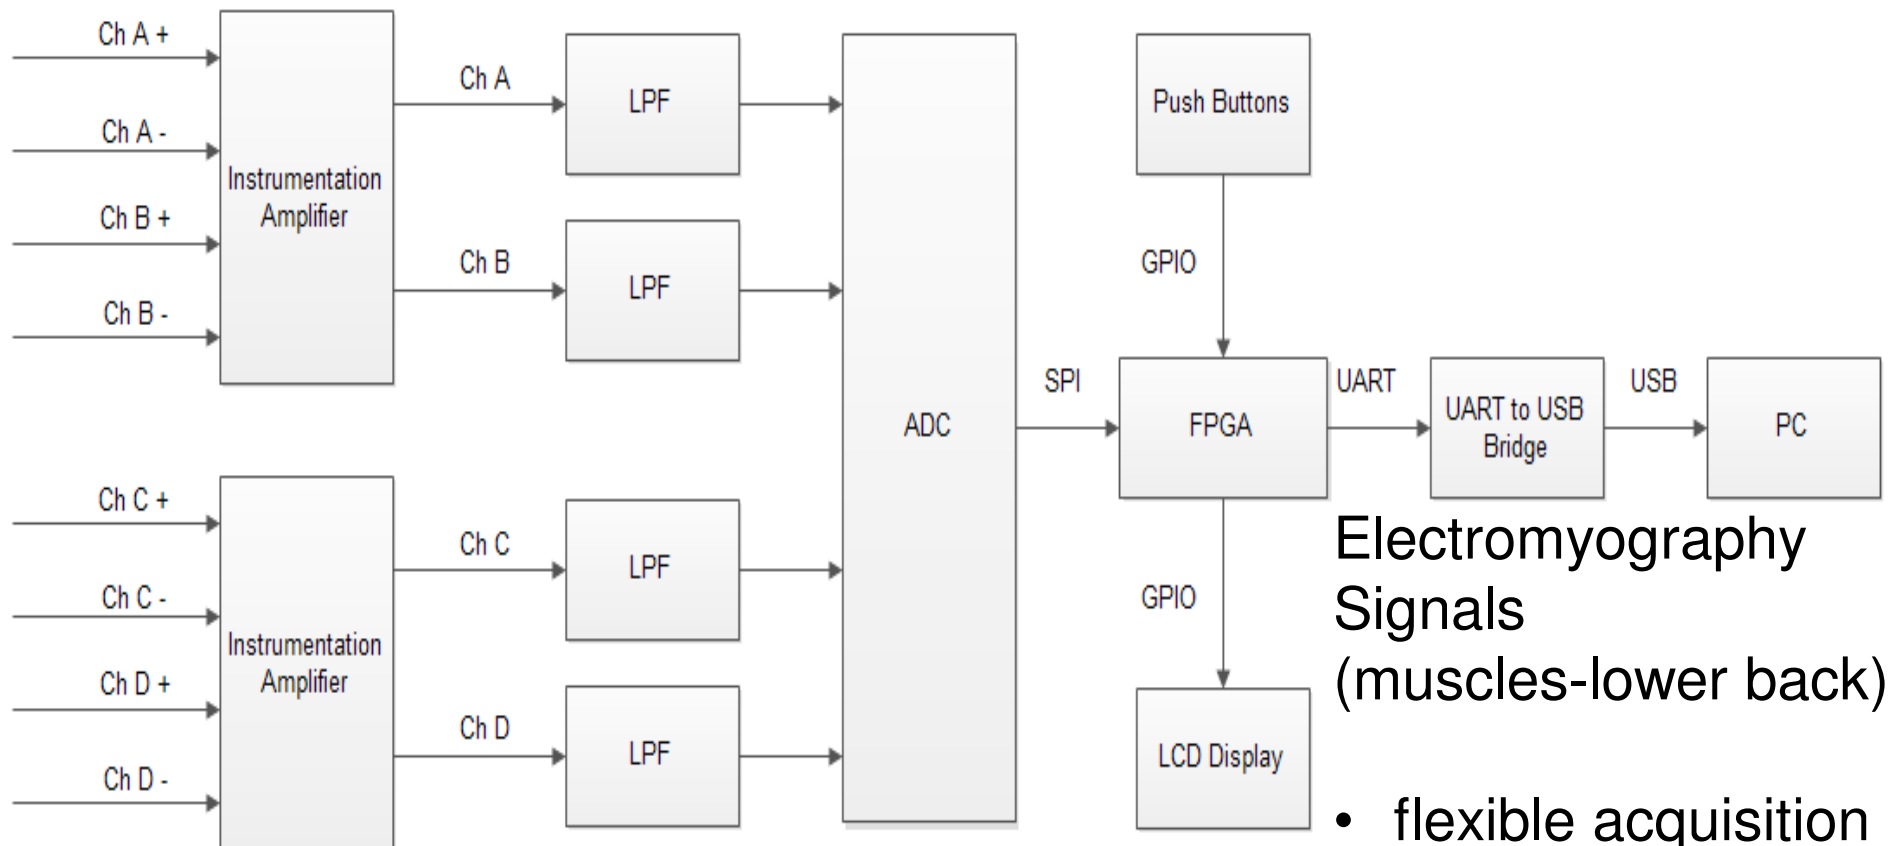 Ch A +
Ch A -
Ch B +
Ch B -
Instrumentation
Amplifier
Ch A
Ch B
LPF
LPF
Ch C +
Ch C -
Ch D +
Ch D -
Instrumentation
Amplifier
Ch C
Ch D
LPF
LPF
ADC
SPI
Push Buttons
GPIO
FPGA
UART
UART to USB
Bridge
USB
PC
GPIO
LCD Display
Electromyography
Signals
(muscles-lower back)
• flexible acquisition